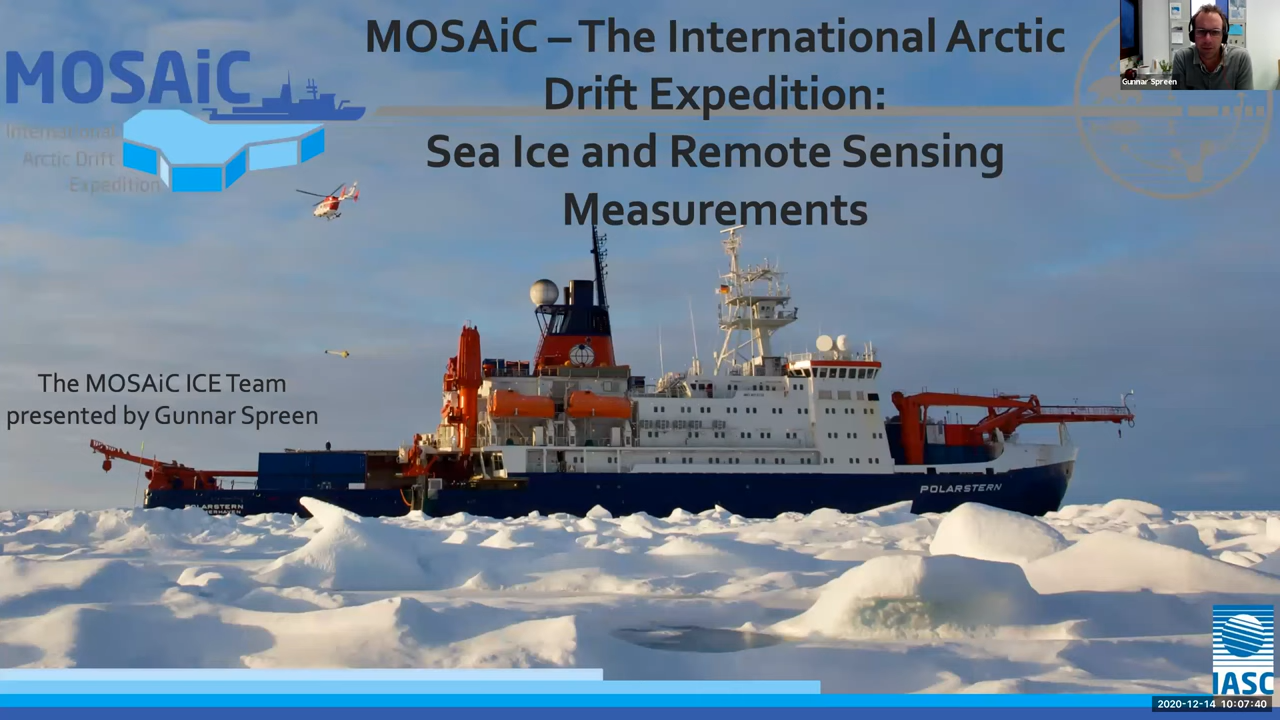 MOSAiC – The International Arctic
Drift Expedition:
Sea Ice and Remote Sensing
Measurements
MOSAiC
International
Arctic Drift
Expedition
Gunnar Spreen
The MOSAiC ICE Team
presented by Gunnar Spreen
POLARSTERN
POLARSTERN
IASC
2020-12-14 10:07:40